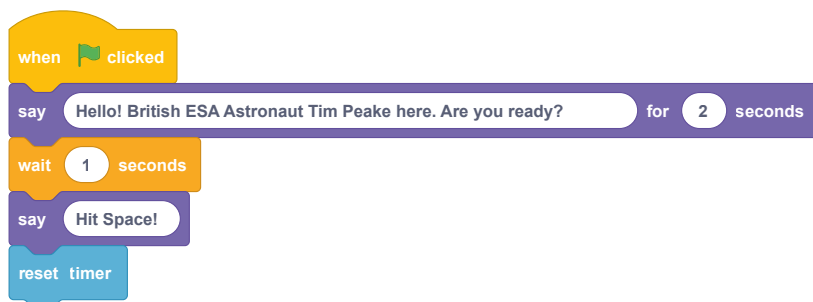 when clicked
say Hello! British ESA Astronaut Tim Peake here. Are you ready? for 2 seconds
wait 1 seconds
say Hit Space!
reset timer